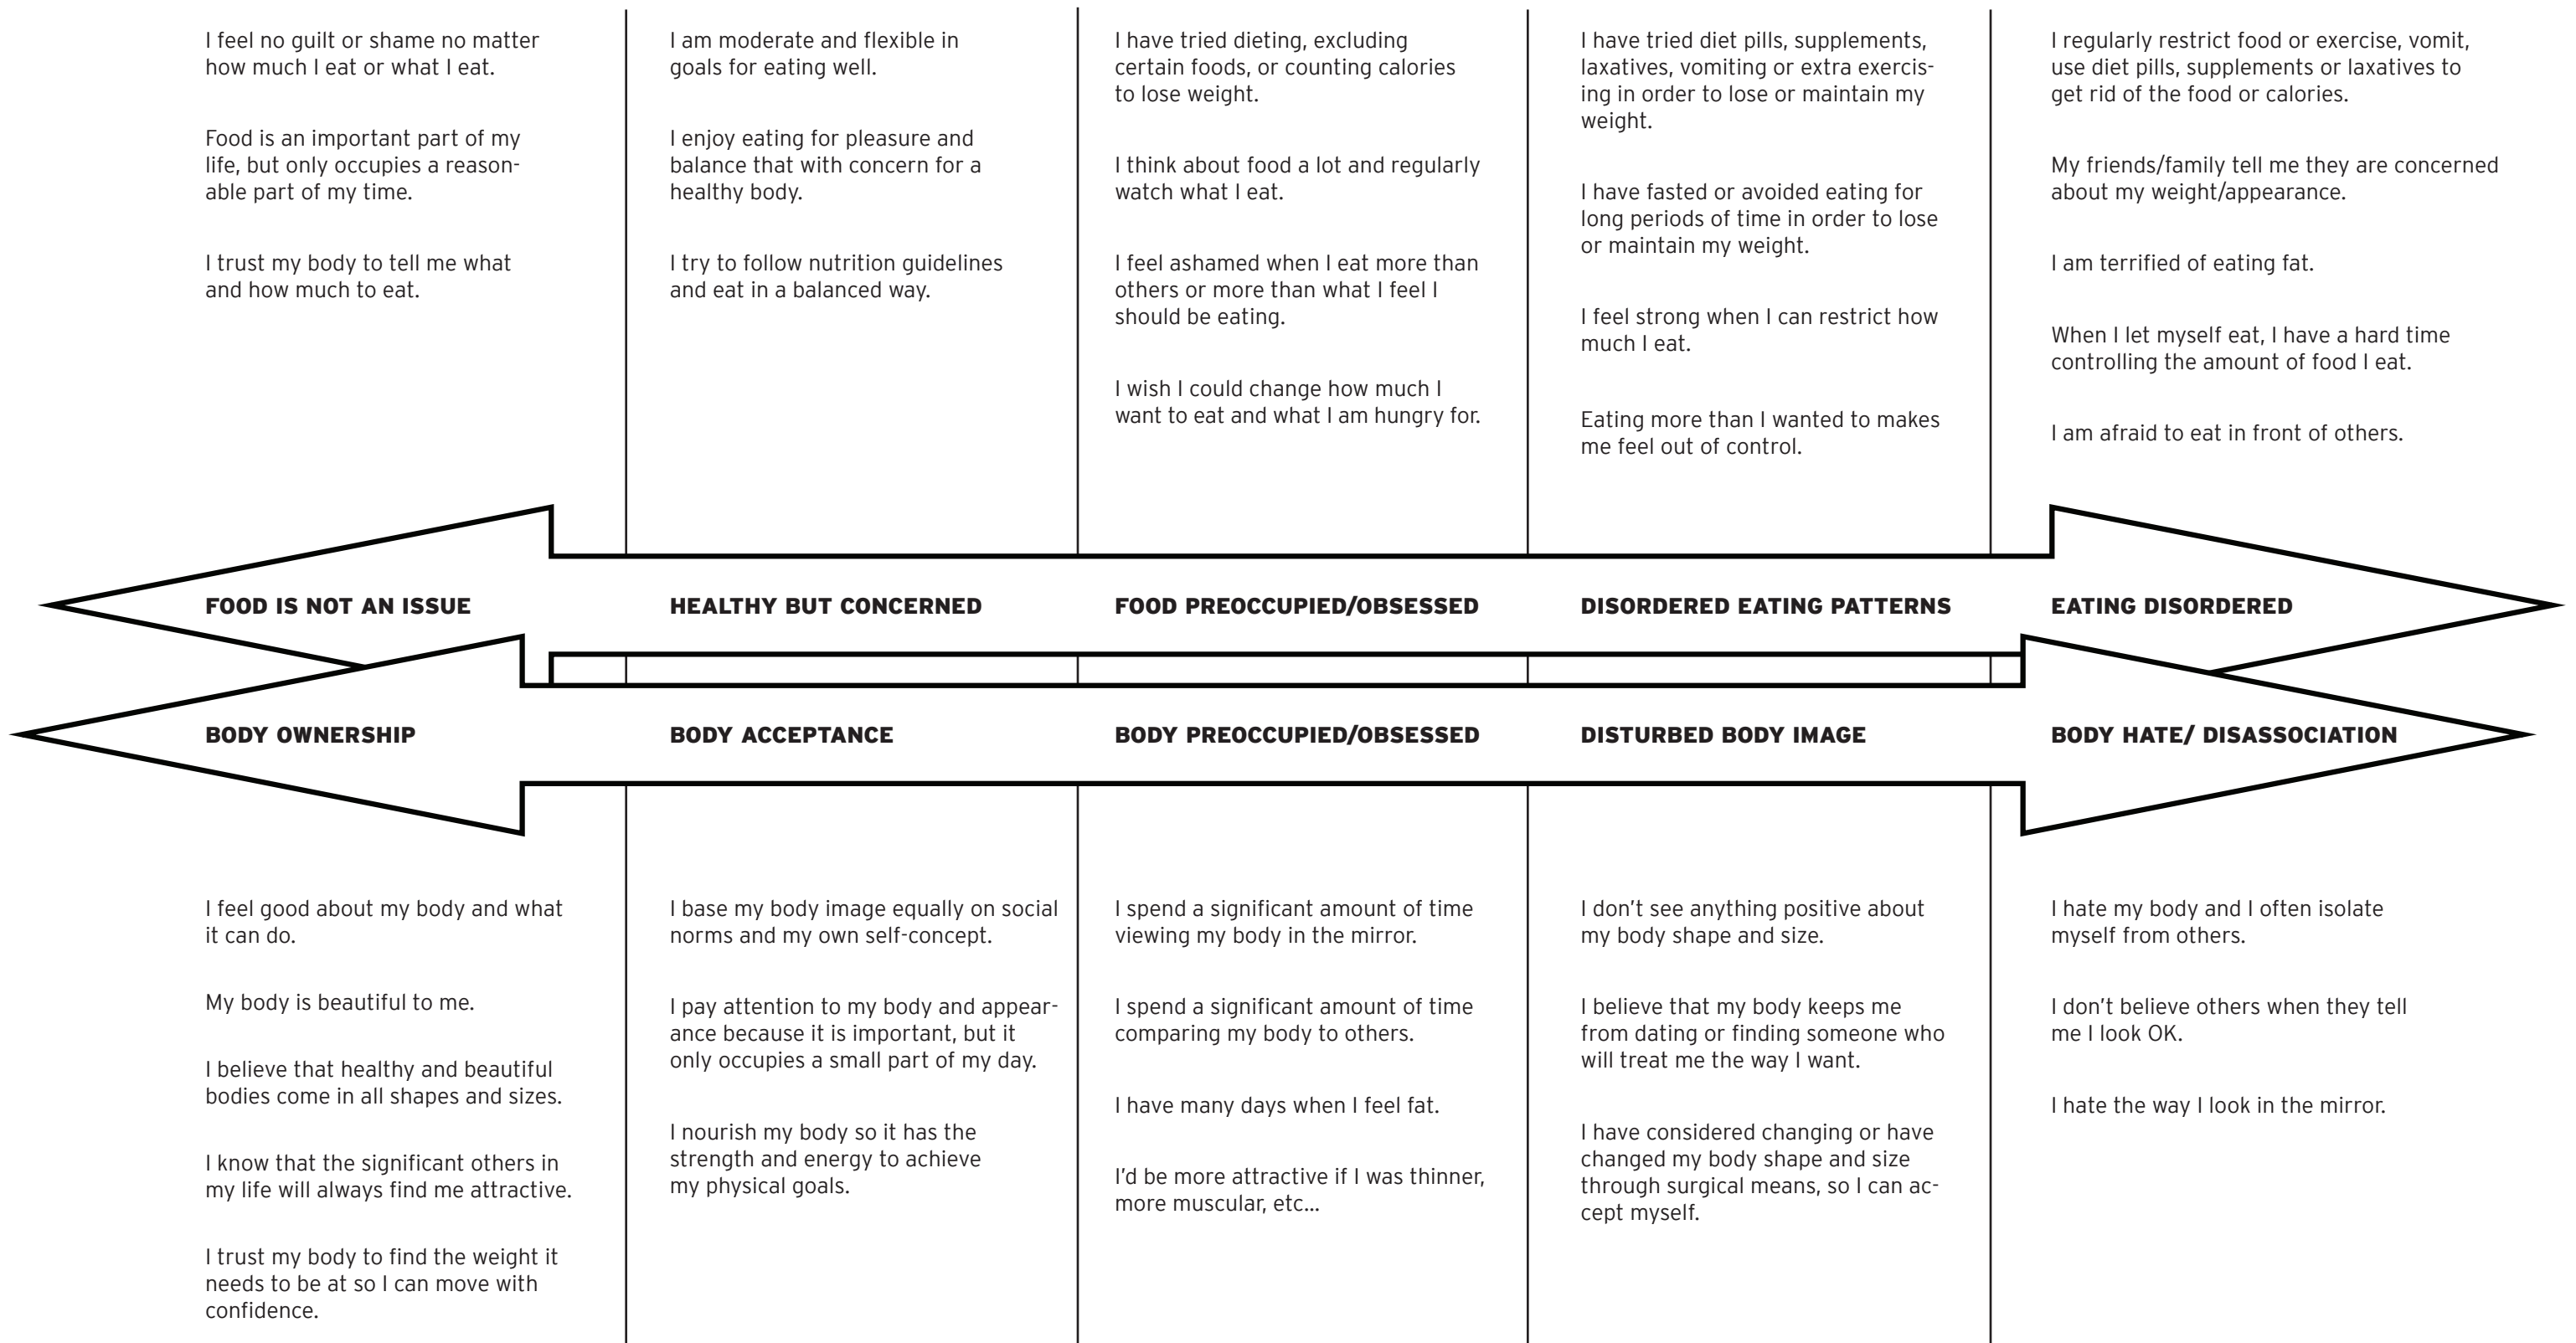 I feel no guilt or shame no matter
how much I eat or what I eat.
Food is an important part of my
life, but only occupies a reason-
able part of my time.
I trust my body to tell me what
and how much to eat.
I am moderate and flexible in
goals for eating well.
I enjoy eating for pleasure and
balance that with concern for a
healthy body.
I try to follow nutrition guidelines
and eat in a balanced way.
I have tried dieting, excluding
certain foods, or counting calories
to lose weight.
I think about food a lot and regularly
watch what I eat.
I feel ashamed when I eat more than
others or more than what I feel I
should be eating.
I wish I could change how much I
want to eat and what I am hungry for.
I have tried diet pills, supplements,
laxatives, vomiting or extra exercis-
ing in order to lose or maintain my
weight.
I have fasted or avoided eating for
long periods of time in order to lose
or maintain my weight.
I feel strong when I can restrict how
much I eat.
Eating more than I wanted to makes
me feel out of control.
I regularly restrict food or exercise, vomit,
use diet pills, supplements or laxatives to
get rid of the food or calories.
My friends/family tell me they are concerned
about my weight/appearance.
I am terrified of eating fat.
When I let myself eat, I have a hard time
controlling the amount of food I eat.
I am afraid to eat in front of others.
FOOD IS NOT AN ISSUE
HEALTHY BUT CONCERNED
FOOD PREOCCUPIED/OBSESSED
DISORDERED EATING PATTERNS
EATING DISORDERED
BODY OWNERSHIP
BODY ACCEPTANCE
BODY PREOCCUPIED/OBSESSED
DISTURBED BODY IMAGE
BODY HATE/ DISASSOCIATION
I feel good about my body and what
it can do.
My body is beautiful to me.
I believe that healthy and beautiful
bodies come in all shapes and sizes.
I know that the significant others in
my life will always find me attractive.
I trust my body to find the weight it
needs to be at so I can move with
confidence.
I base my body image equally on social
norms and my own self-concept.
I pay attention to my body and appear-
ance because it is important, but it
only occupies a small part of my day.
I nourish my body so it has the
strength and energy to achieve
my physical goals.
I spend a significant amount of time
viewing my body in the mirror.
I spend a significant amount of time
comparing my body to others.
I have many days when I feel fat.
I'd be more attractive if I was thinner,
more muscular, etc...
I don't see anything positive about
my body shape and size.
I believe that my body keeps me
from dating or finding someone who
will treat me the way I want.
I have considered changing or have
changed my body shape and size
through surgical means, so I can ac-
cept myself.
I hate my body and I often isolate
myself from others.
I don't believe others when they tell
me I look OK.
I hate the way I look in the mirror.